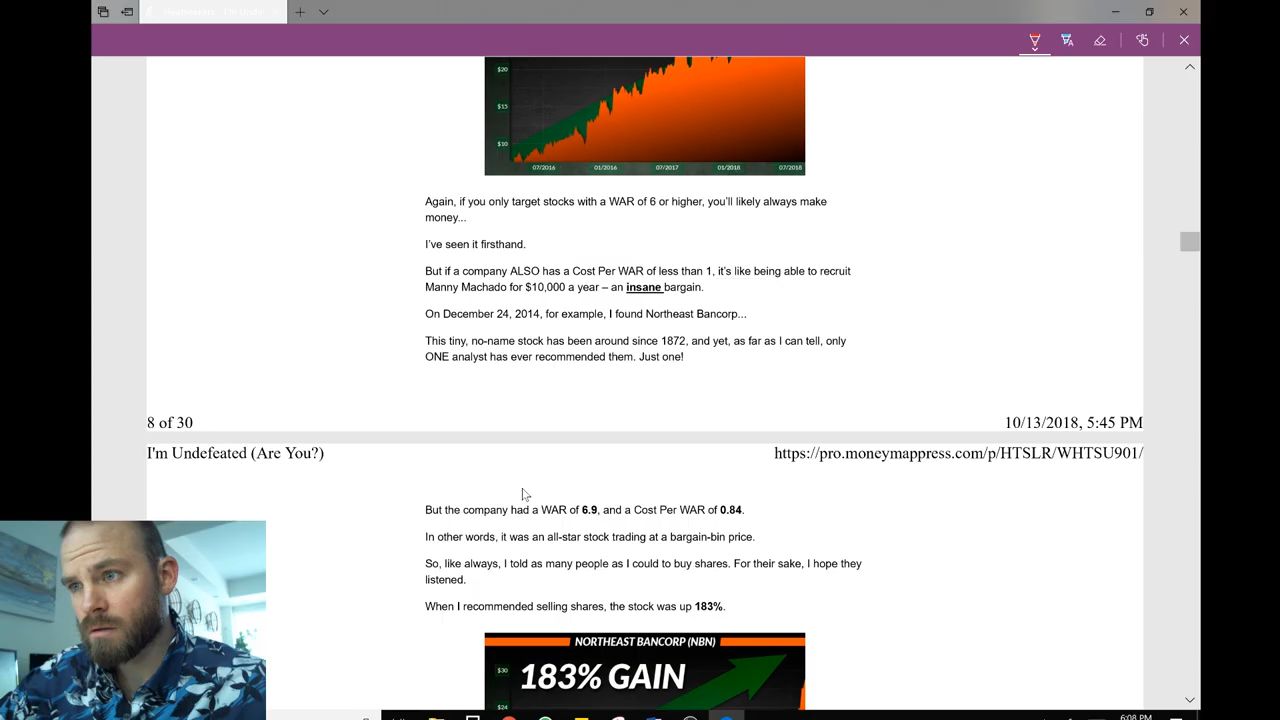 $20
$15
$10
07/2016 01/2016 07/2017 01/2018 07/2018
Again, if you only target stocks with a WAR of 6 or higher, you'll likely always make
money...
I've seen it firsthand.
But if a company ALSO has a Cost Per WAR of less than 1, it's like being able to recruit
Manny Machado for $10,000 a year – an insane bargain.
On December 24, 2014, for example, I found Northeast Bancorp...
This tiny, no-name stock has been around since 1872, and yet, as far as I can tell, only
ONE analyst has ever recommended them. Just one!
8 of 30 10/13/2018, 5:45 PM
I'm Undefeated (Are You?) https://pro.moneymappress.com/p/HTSLR/WHTSU901/
But the company had a WAR of 6.9, and a Cost Per WAR of 0.84.
In other words, it was an all-star stock trading at a bargain-bin price.
So, like always, I told as many people as I could to buy shares. For their sake, I hope they
listened.
When I recommended selling shares, the stock was up 183%.
NORTHEAST BANCORP (NBN)
$30 183% GAIN
$24
6:08 PM